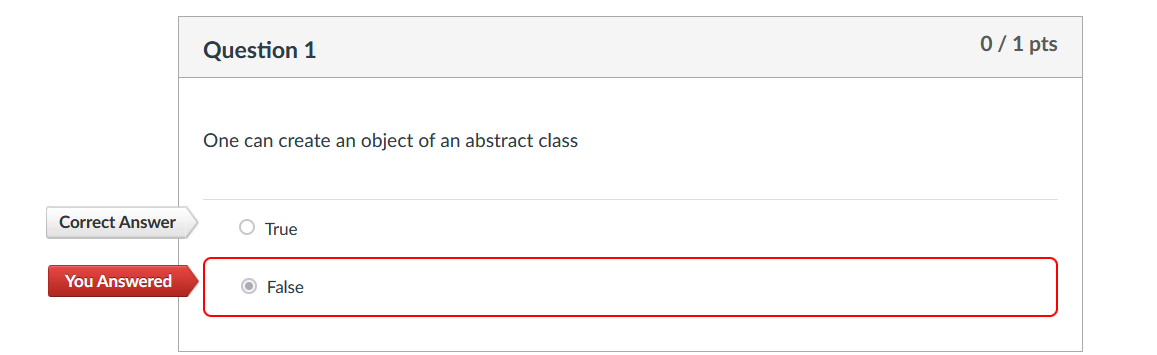 Question 1
0 / 1 pts
One can create an object of an abstract class
Correct Answer
True
You Answered
False